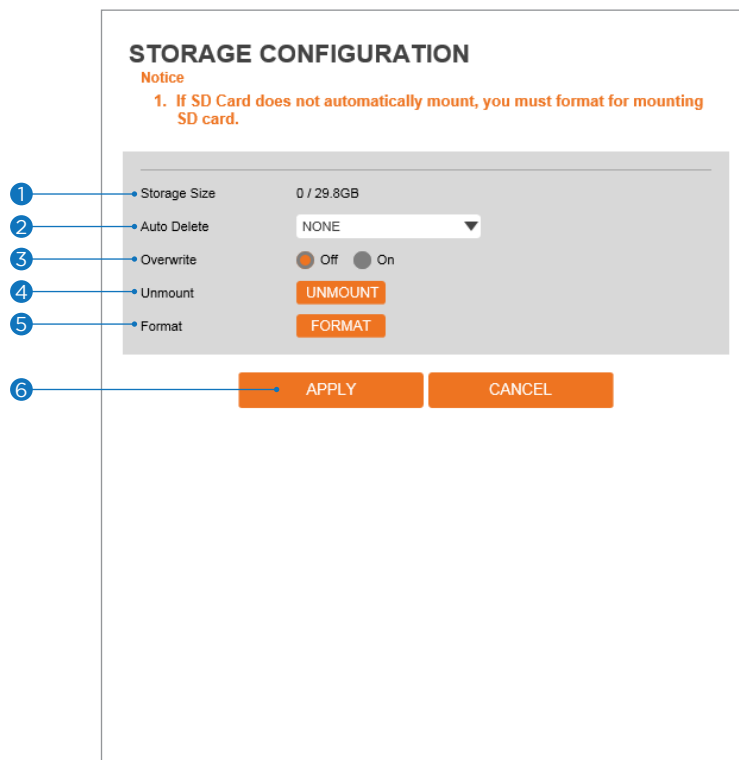 STORAGE CONFIGURATION
Notice
1. If SD Card does not automatically mount, you must format for mounting
SD card.
1 Storage Size 0 / 29.8GB
2 Auto Delete NONE
3 Overwrite Off On
4 Unmount UNMOUNT
5 Format FORMAT
6 APPLY CANCEL